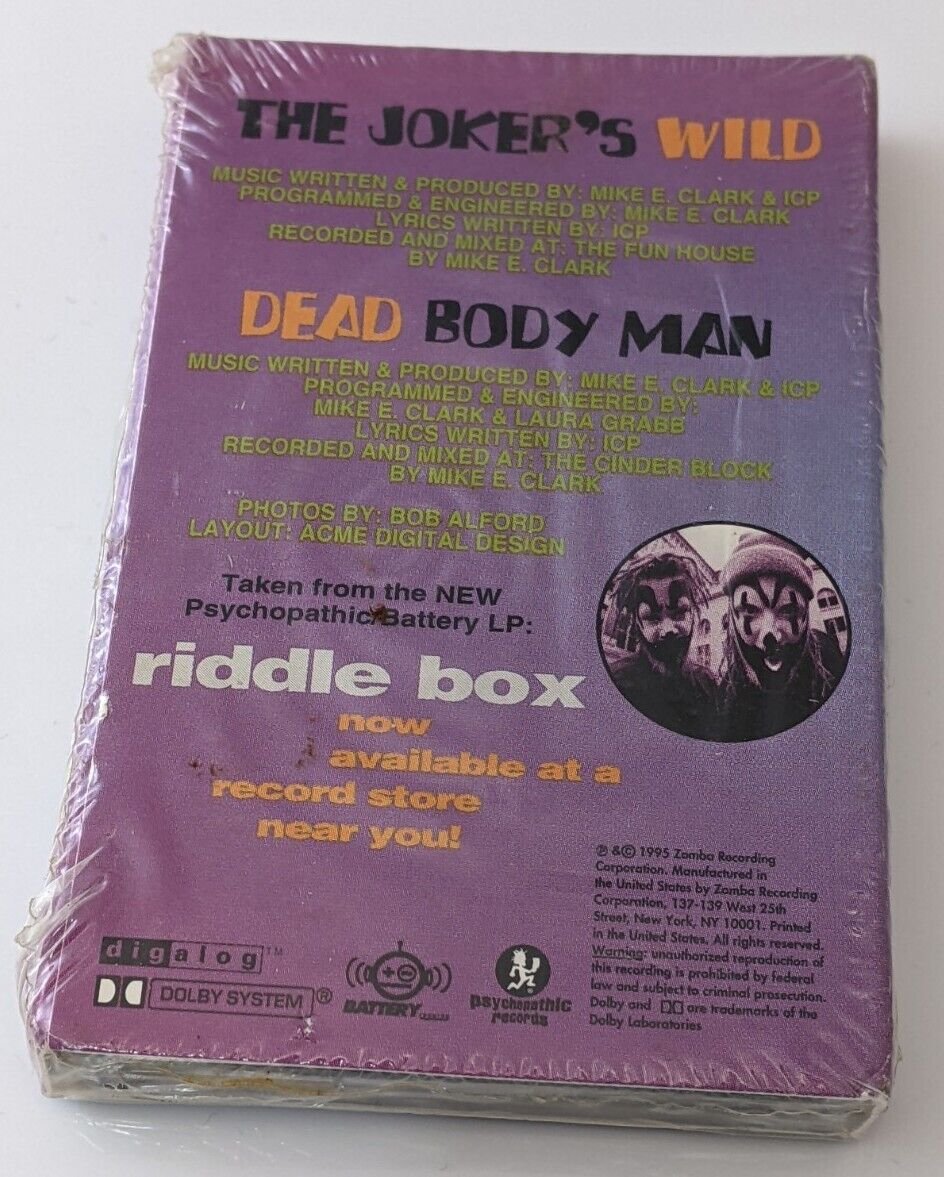 THE JOKER'S WILD
MUSIC WRITTEN & PRODUCED BY: MIKE E. CLARK & ICP
PROGRAMMED & ENGINEERED BY: MIKE E. CLARK
LYRICS WRITTEN BY: ICP
RECORDED AND MIXED AT: THE FUN HOUSE
BY MIKE E. CLARK
DEAD BODY MAN
MUSIC WRITTEN & PRODUCED BY: MIKE E. CLARK & ICP
PROGRAMMED & ENGINEERED BY:
MIKE E. CLARK & LAURA GRABB
LYRICS WRITTEN BY: ICP
RECORDED AND MIXED AT: THE CINDER BLOCK
BY MIKE E. CLARK
PHOTOS BY: BOB ALFORD
LAYOUT: ACME DIGITAL DESIGN
Taken from the NEW
Psychopathic/Battery LP:
riddle box
now
available at a
record store
near you!
℗ &© 1995 Zomba Recording
Corporation. Manufactured in
the United States by Zomba Recording
Corporation, 137-139 West 25th
Street, New York, NY 10001. Printed
in the United States. All rights reserved.
Warning: unauthorized reproduction of
this recording is prohibited by federal
law and subject to criminal prosecution.
Dolby and DD are trademarks of the
Dolby Laboratories
digalog™
DOLBY SYSTEM®
BATTERY
psychopathic
records